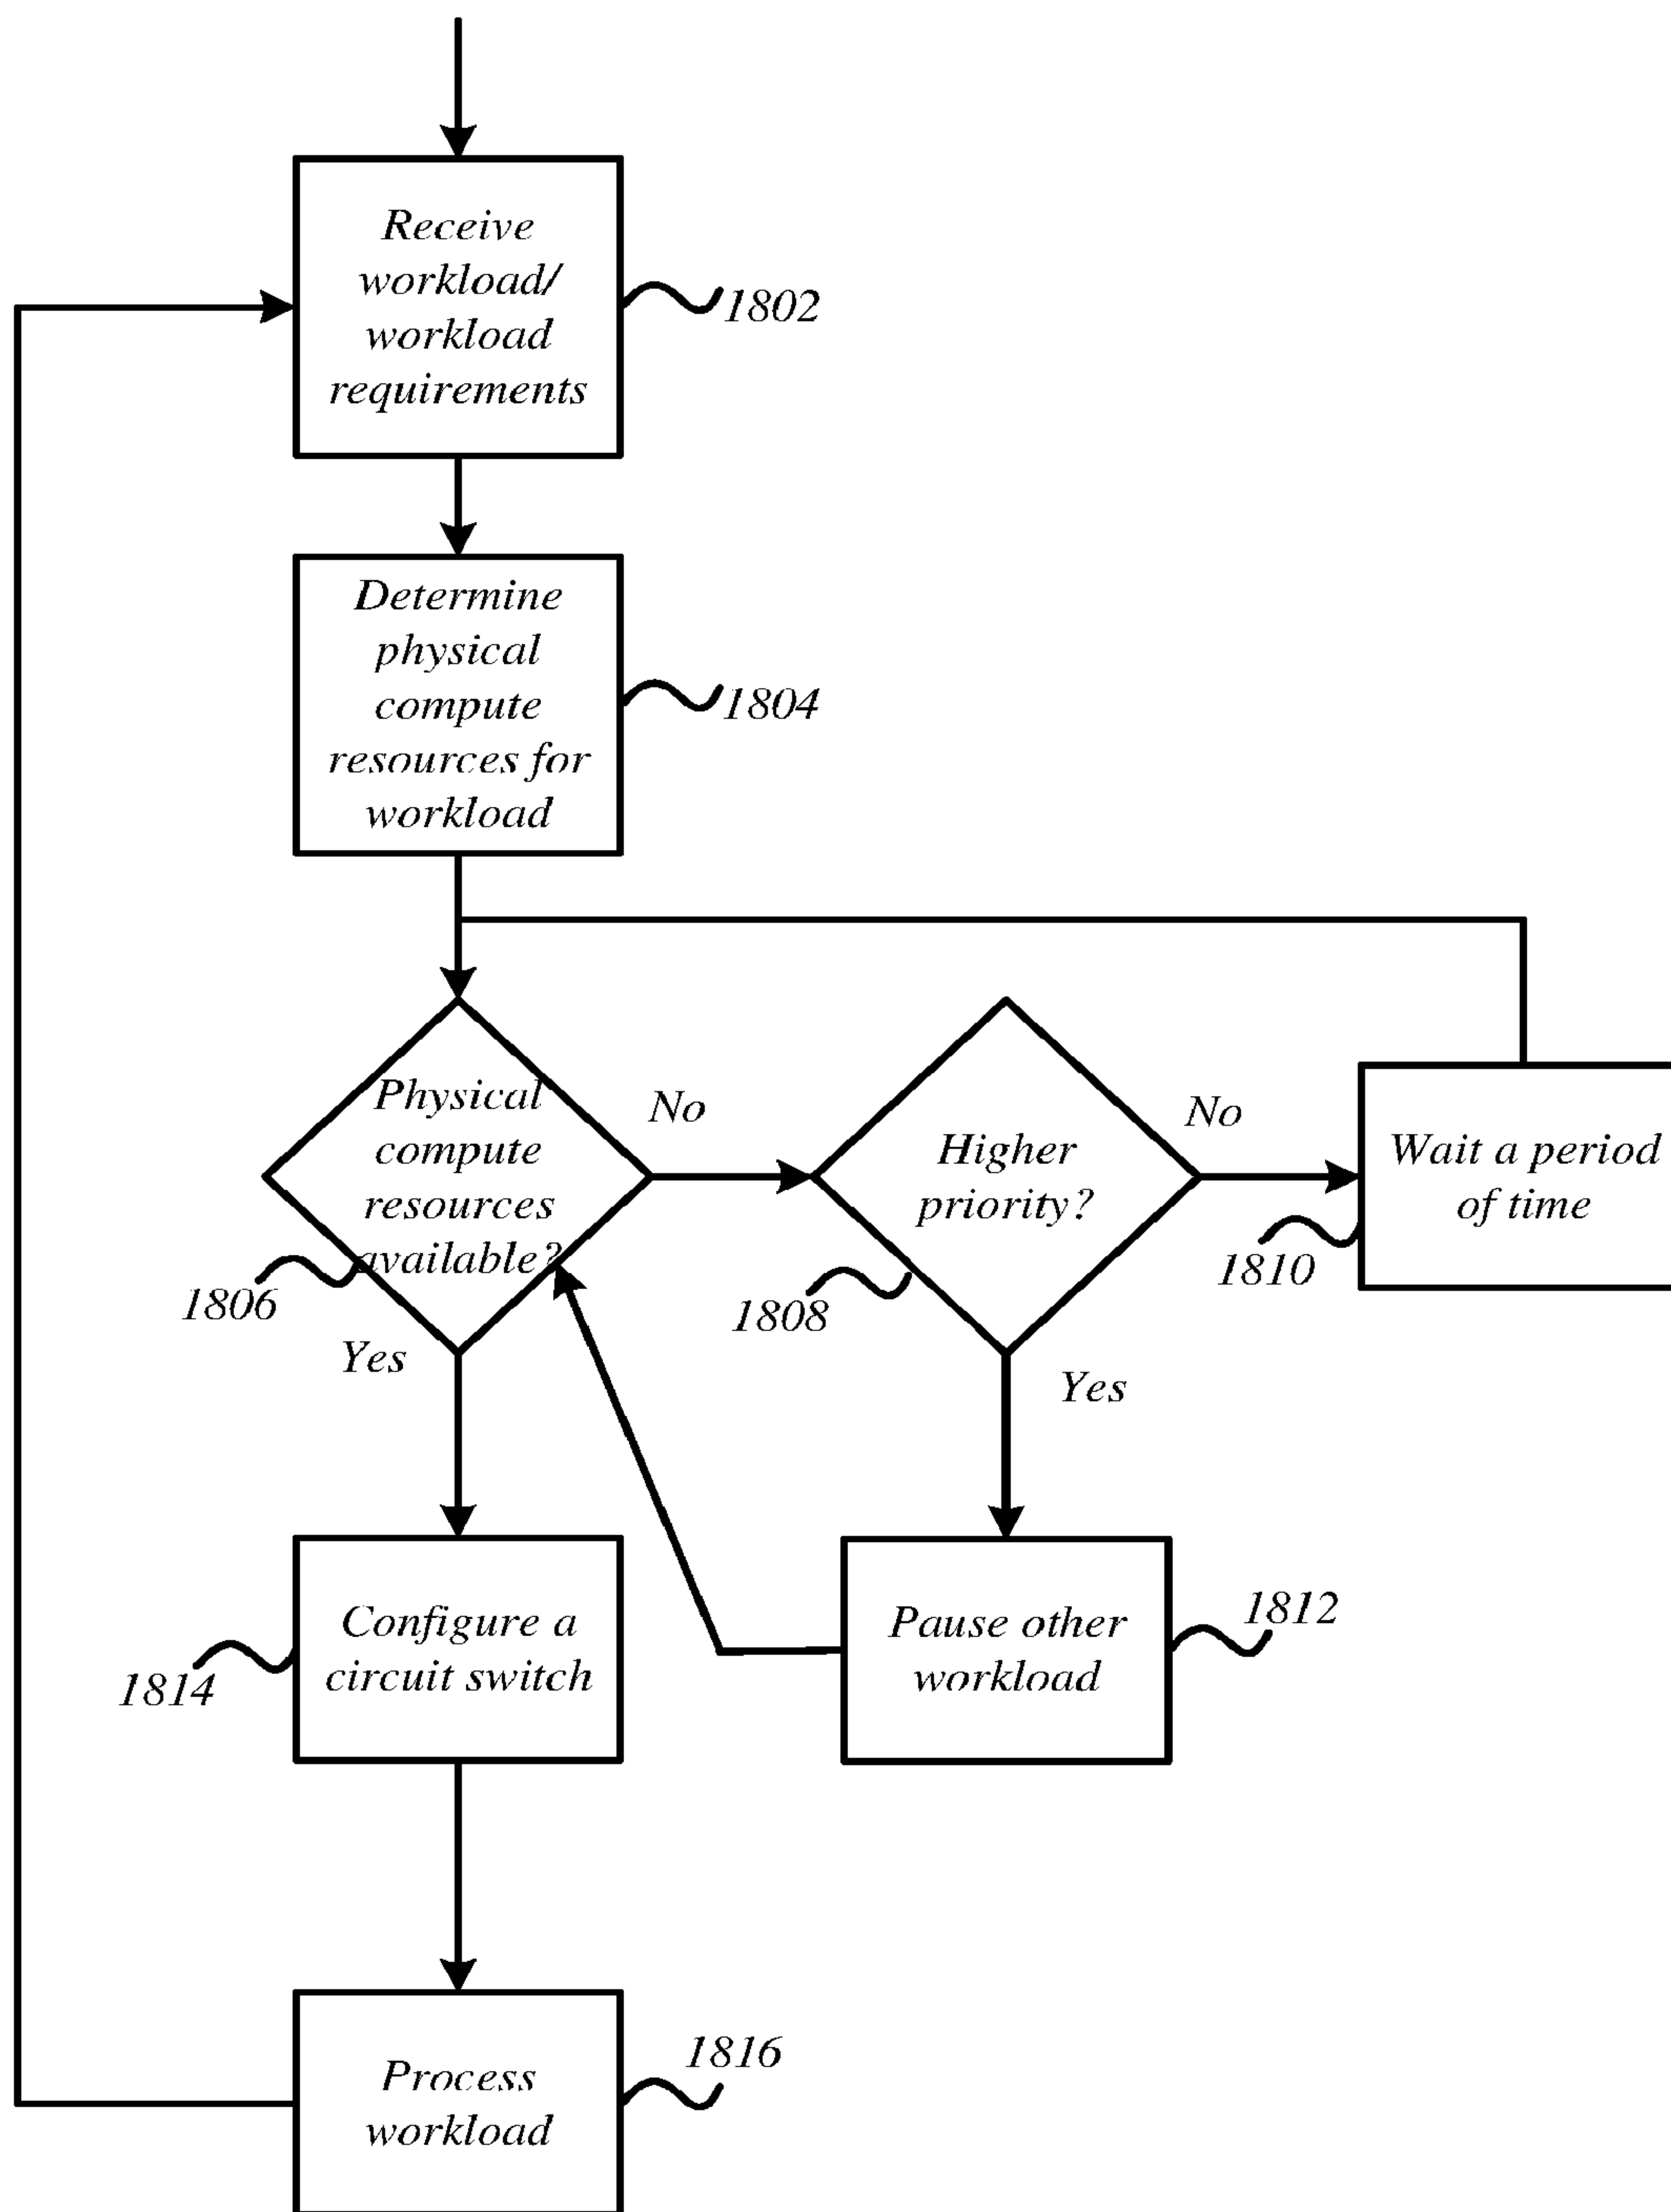 Receive
workload/
workload
requirements
1802
Determine
physical
compute
resources for
workload
1804
Physical
compute
resources
available?
1806
No
Higher
priority?
1808
No
Wait a period
of time
1810
Yes
Yes
Configure a
circuit switch
1814
Pause other
workload
1812
Process
workload
1816